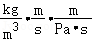 kg/m³ • m/s • m/Pa•s